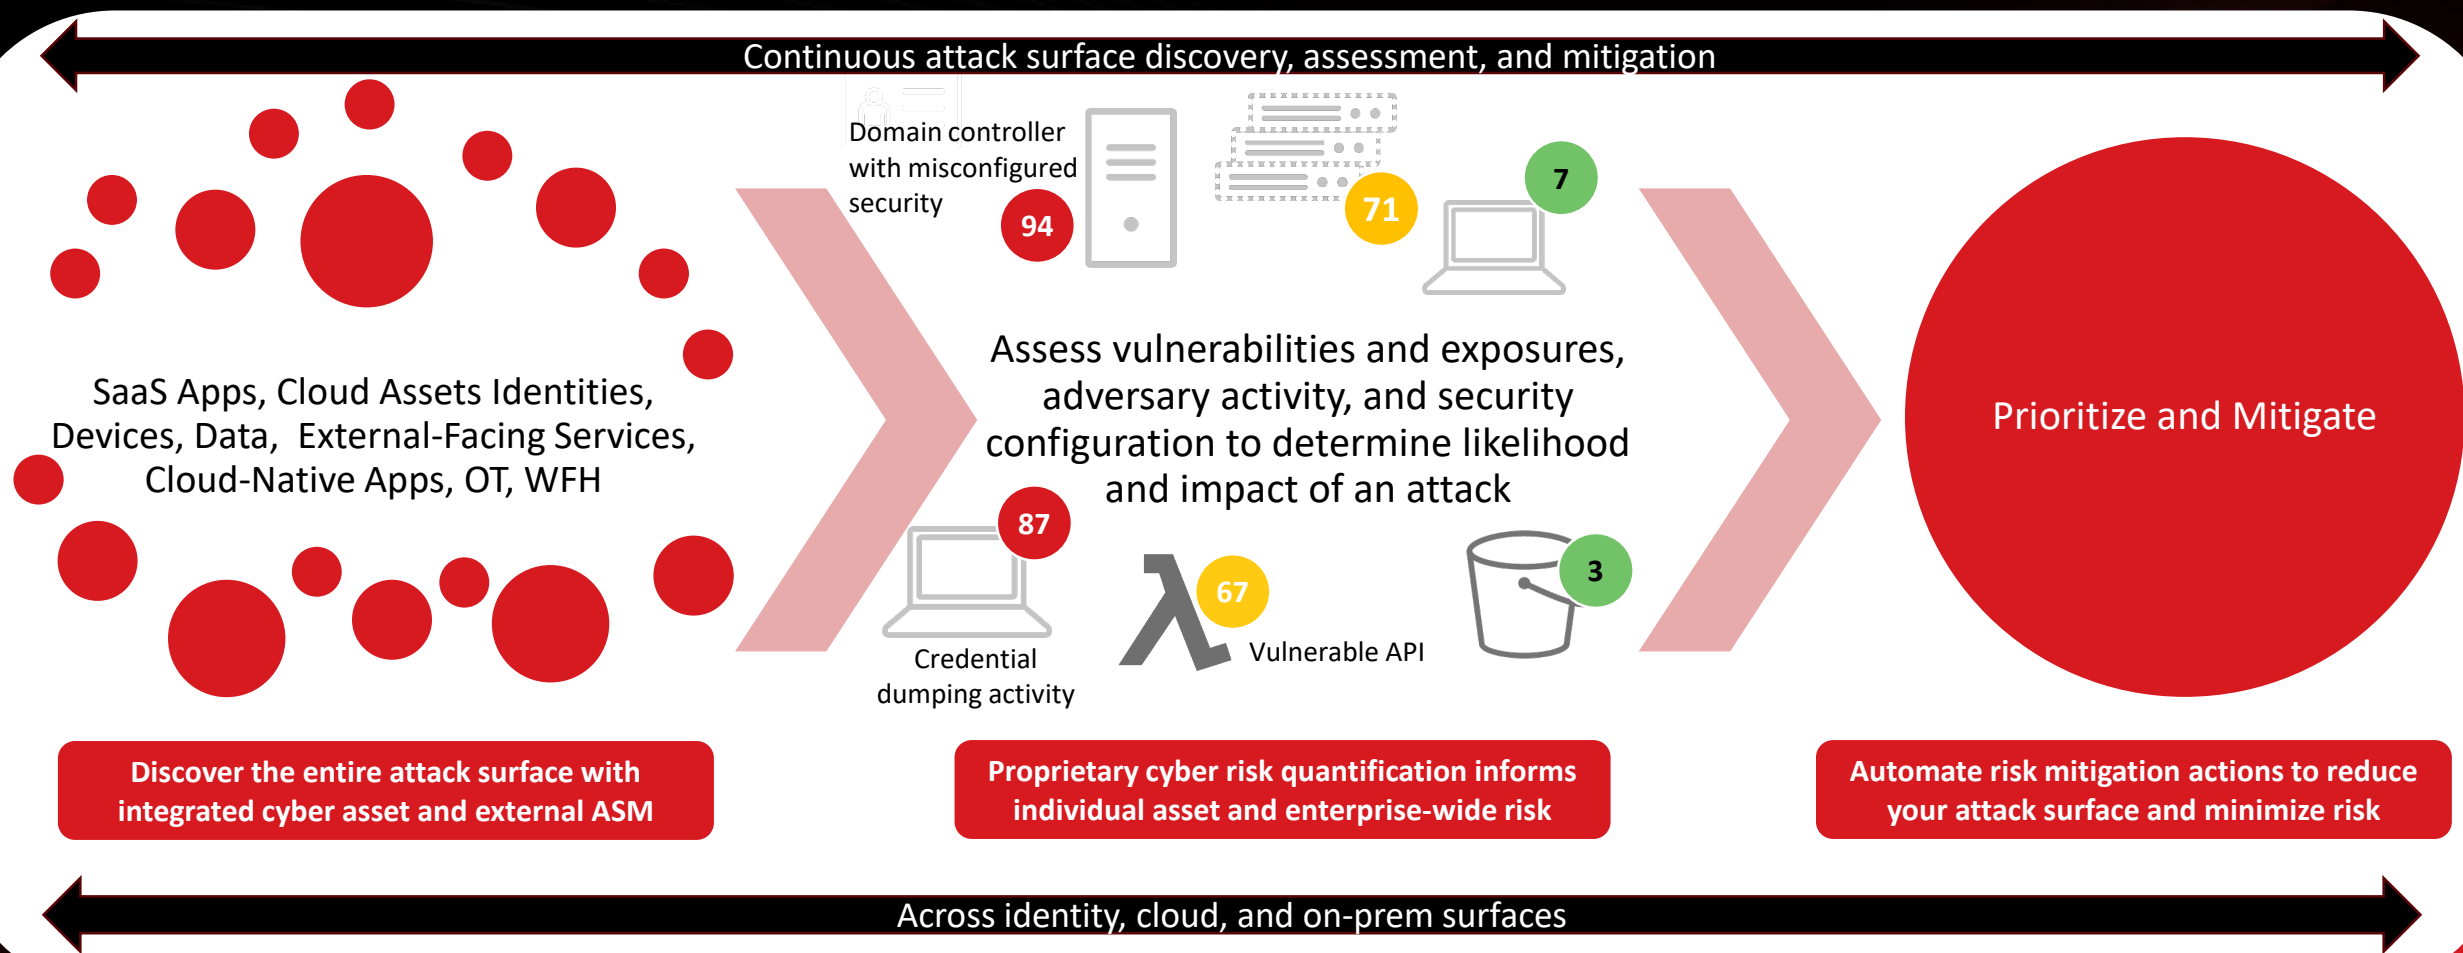 Continuous attack surface discovery, assessment, and mitigation
SaaS Apps, Cloud Assets Identities,
Devices, Data, External-Facing Services,
Cloud-Native Apps, OT, WFH
Discover the entire attack surface with
integrated cyber asset and external ASM
Domain controller
with misconfigured
security
94
71
7
Assess vulnerabilities and exposures,
adversary activity, and security
configuration to determine likelihood
and impact of an attack
87
Credential
dumping activity
67
Vulnerable API
3
Proprietary cyber risk quantification informs
individual asset and enterprise-wide risk
Prioritize and Mitigate
Automate risk mitigation actions to reduce
your attack surface and minimize risk
Across identity, cloud, and on-prem surfaces